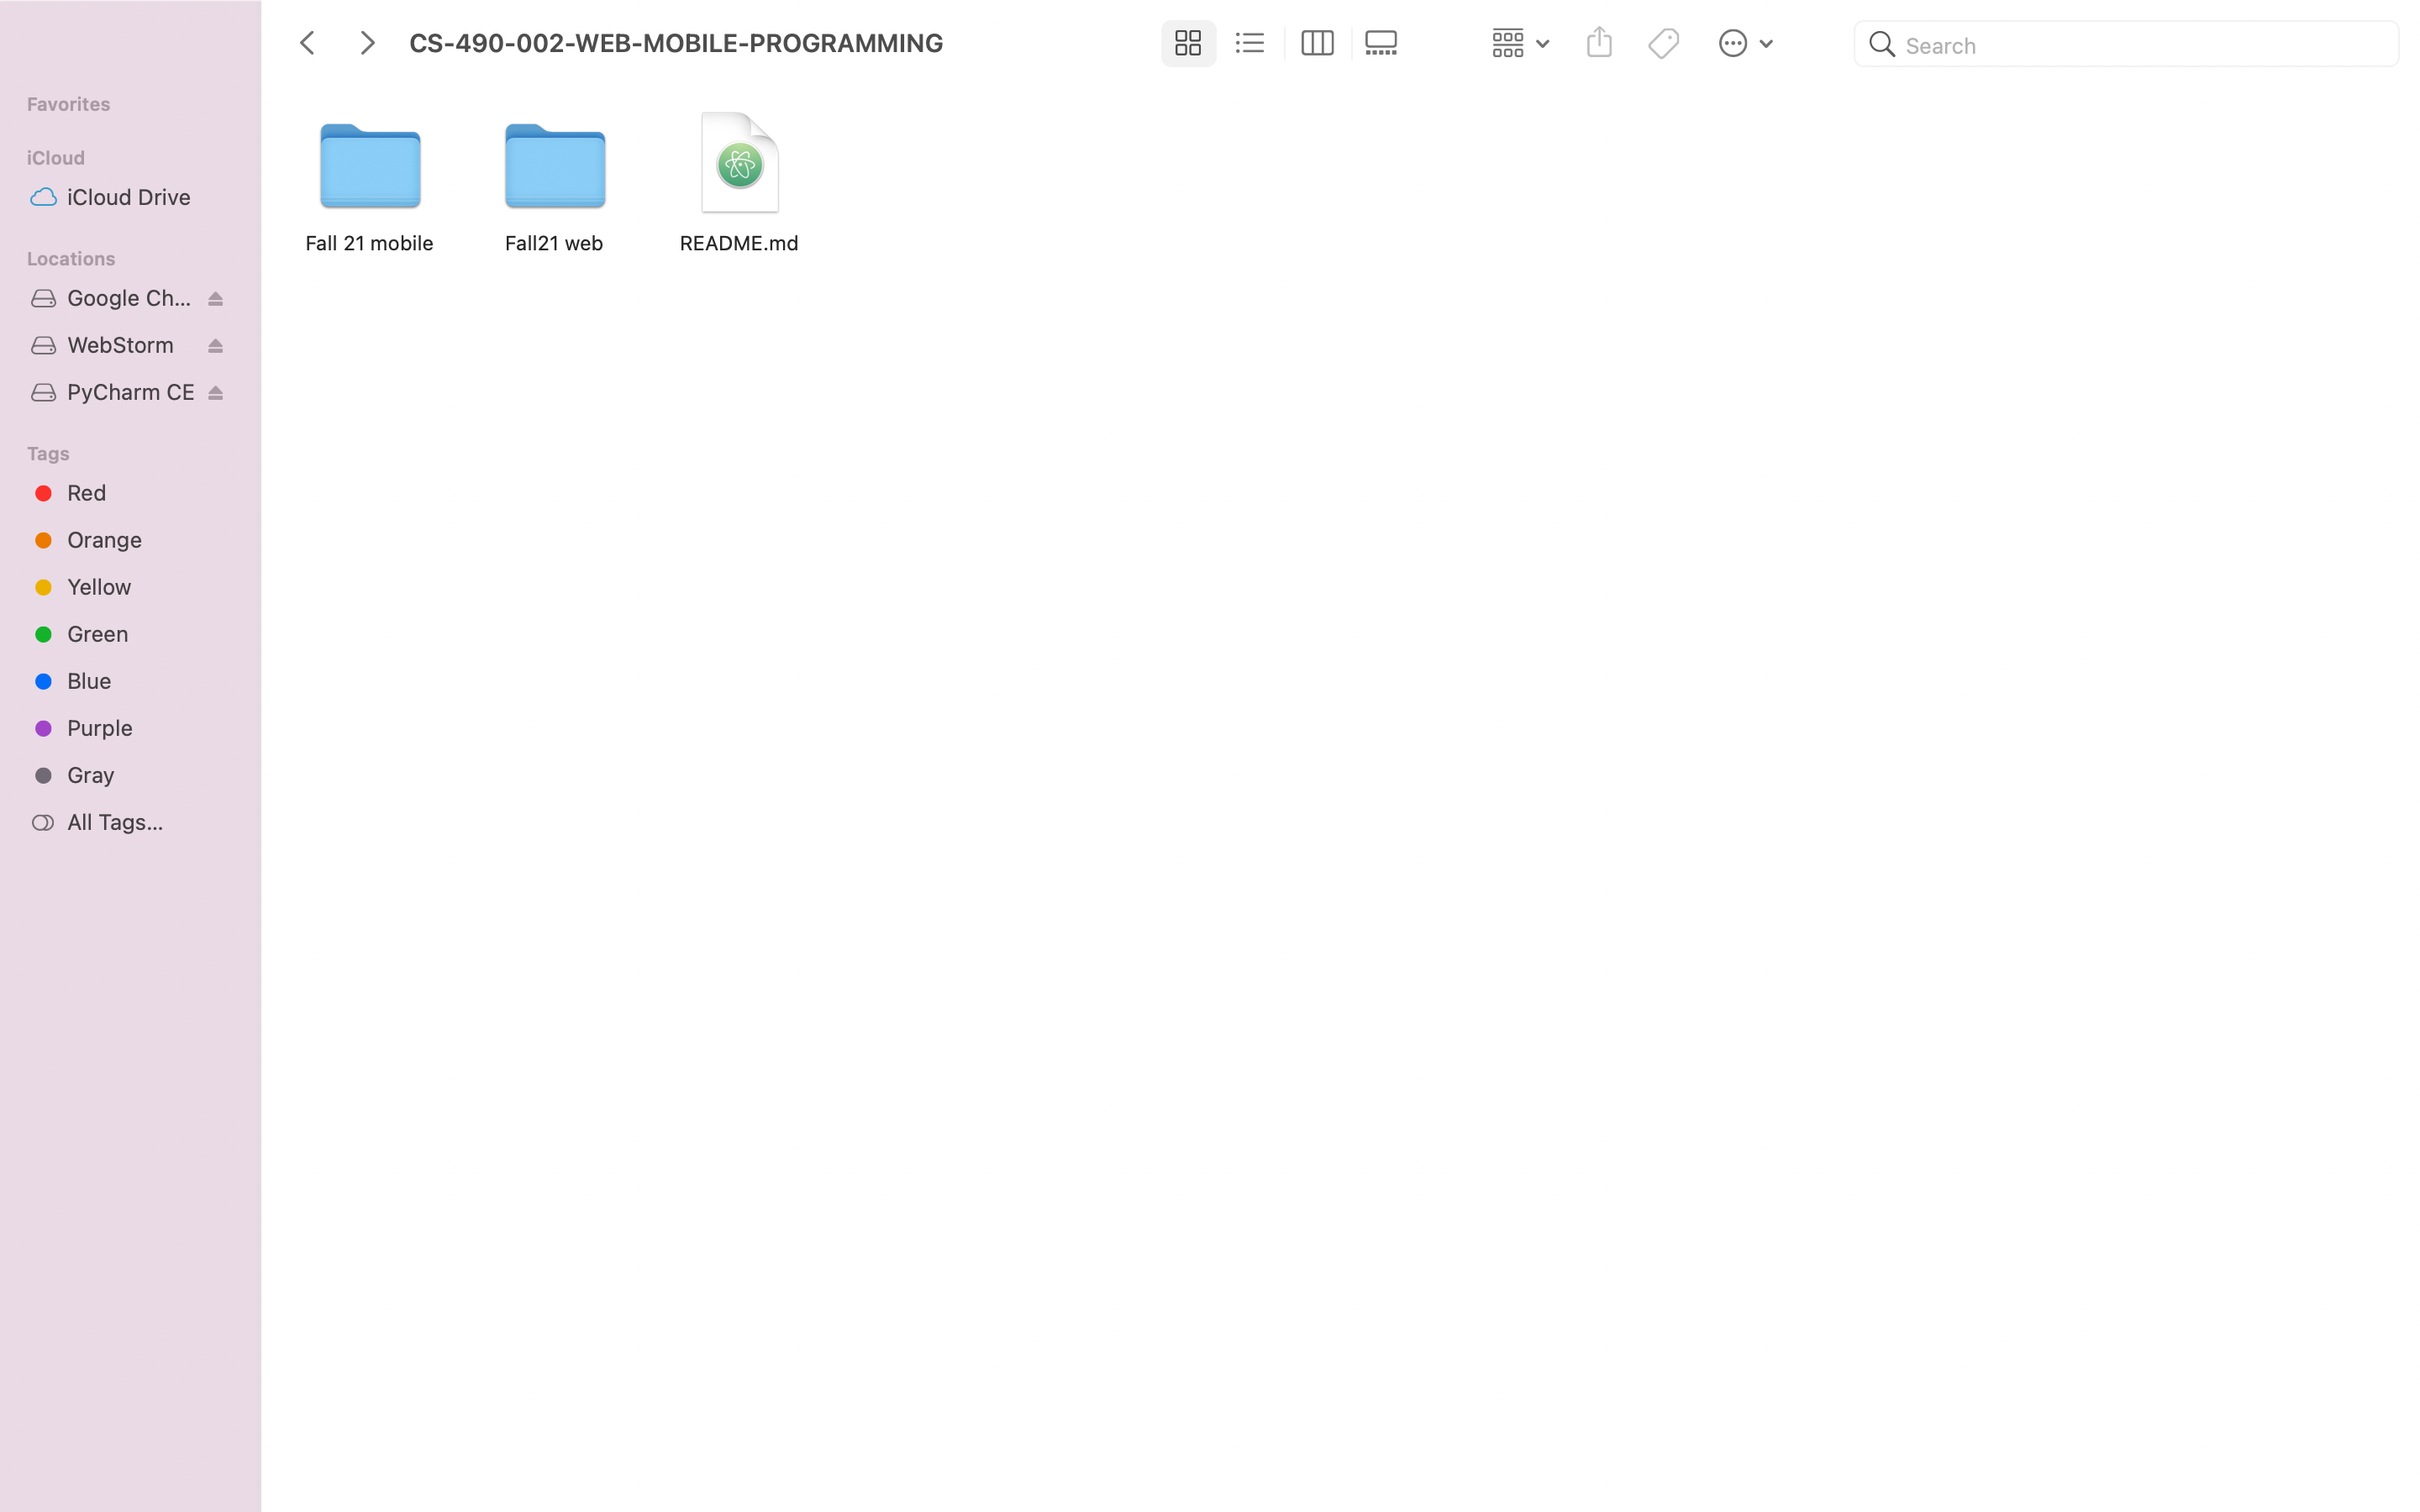 CS-490-002-WEB-MOBILE-PROGRAMMING
Search
Favorites
iCloud
iCloud Drive
Locations
Google Ch...
WebStorm
PyCharm CE
Tags
Red
Orange
Yellow
Green
Blue
Purple
Gray
All Tags...
Fall 21 mobile
Fall21 web
README.md